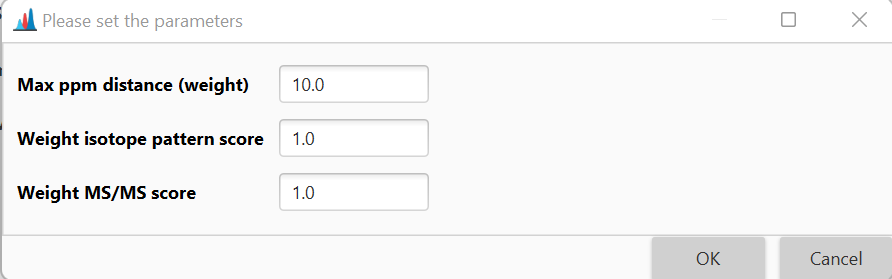 Please set the parameters
Max ppm distance (weight) 10.0
Weight isotope pattern score 1.0
Weight MS/MS score 1.0
OK Cancel